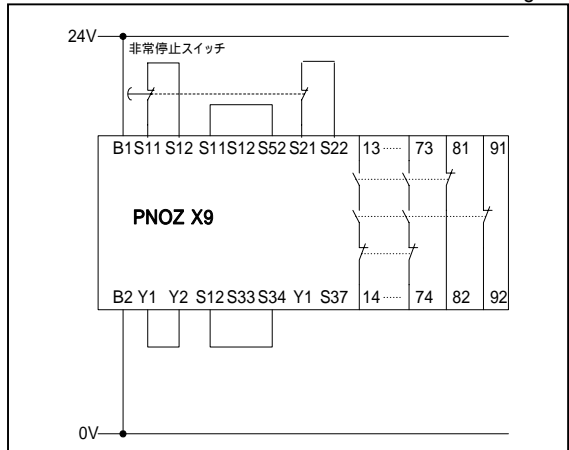 24V
非常停止スイッチ
B1 S11 S12 S11 S12 S52 S21 S22 13 ...... 73 81 91
PNOZ X9
B2 Y1 Y2 S12 S33 S34 Y1 S37 14 ...... 74 82 92
0V